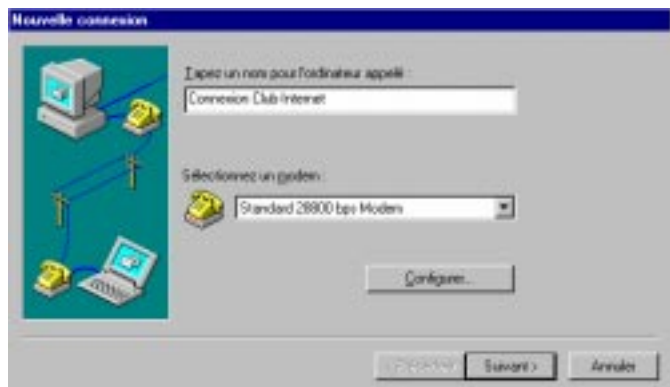 Nouvelle connexion
Tapez un nom pour l'ordinateur appelé :
Connexion Club-Internet
Sélectionnez un modem :
Standard 28800 bps Modem
Configurer...
< Précédent
Suivant >
Annuler